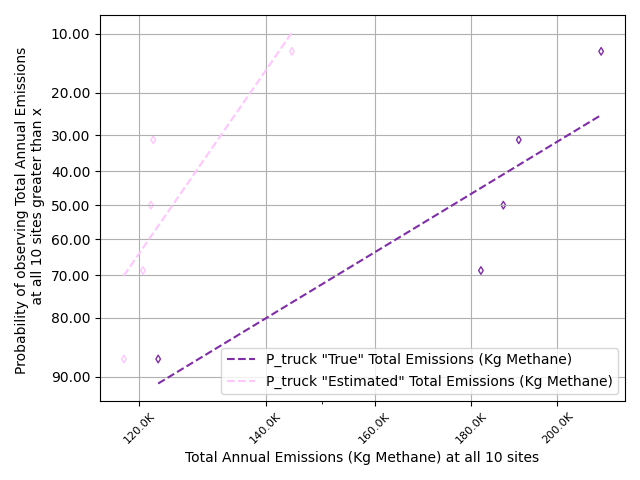 Probability of observing Total Annual Emissions
at all 10 sites greater than x
10.00
20.00
30.00
40.00
50.00
60.00
70.00
80.00
90.00
P_truck "True" Total Emissions (Kg Methane)
P_truck "Estimated" Total Emissions (Kg Methane)
120.0K
140.0K
160.0K
180.0K
200.0K
Total Annual Emissions (Kg Methane) at all 10 sites